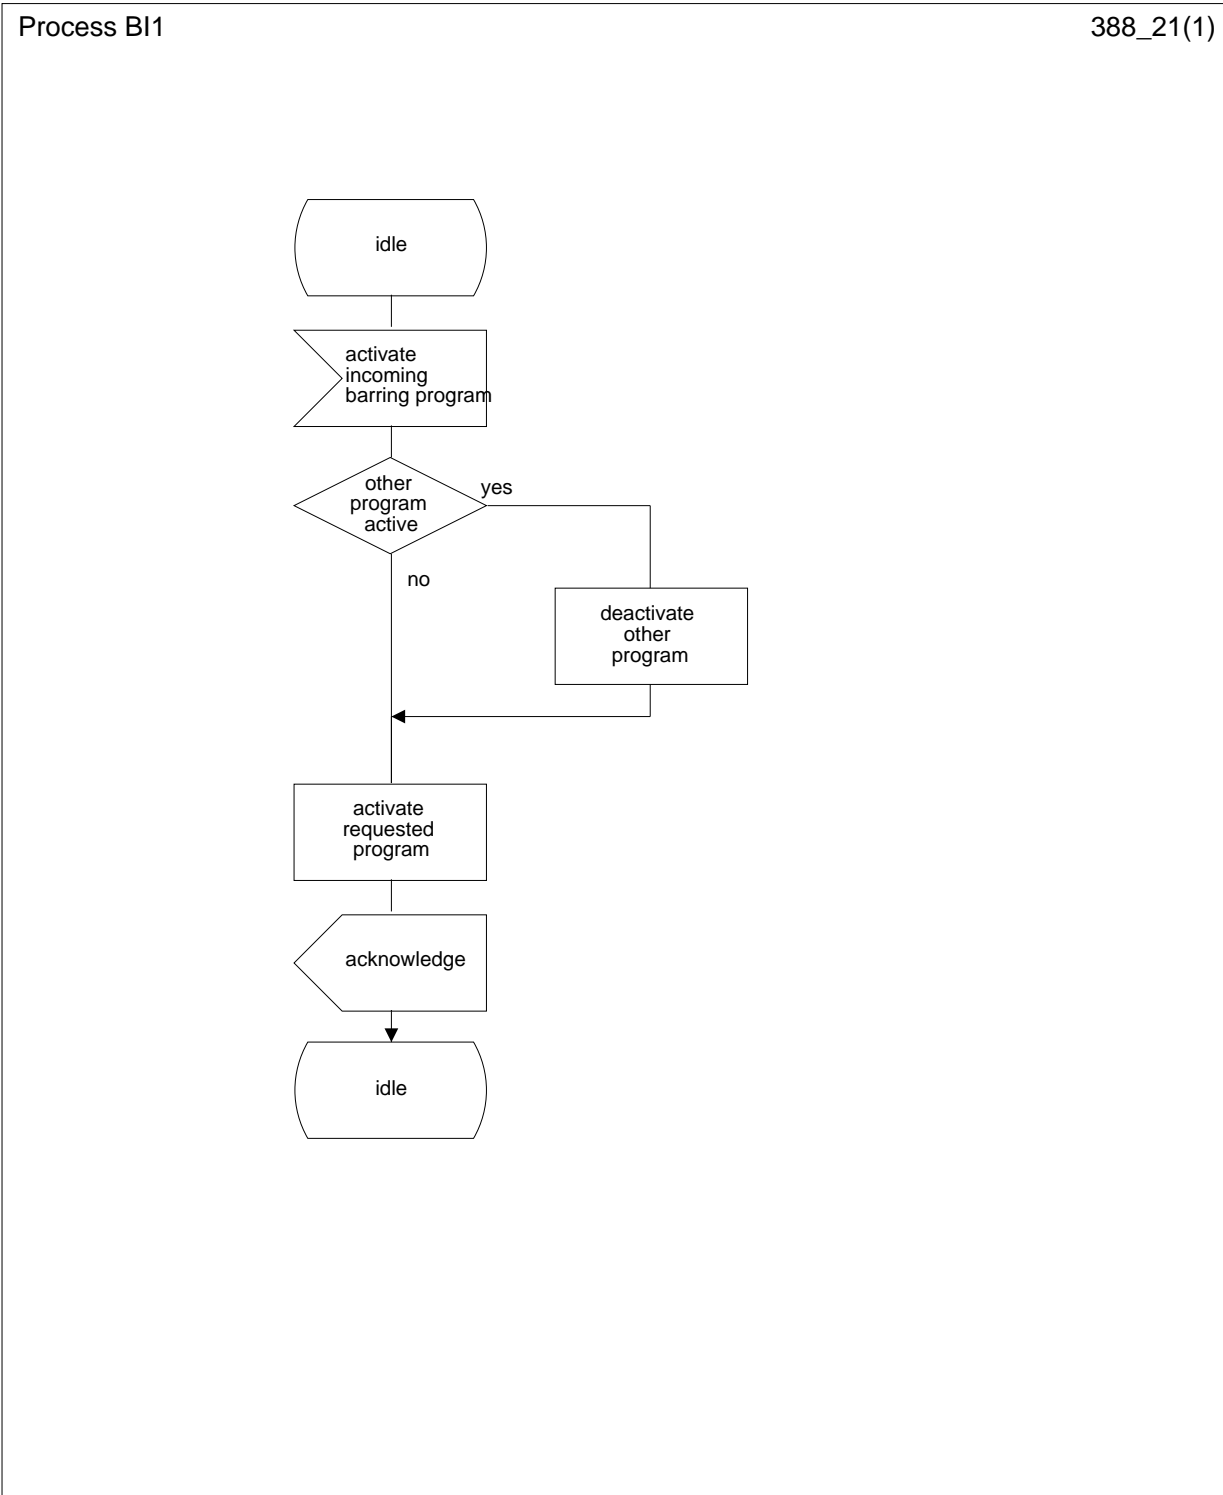 Process BI1
388_21(1)
idle
activate
incoming
barring program
other
program
active
yes
no
deactivate
other
program
activate
requested
program
acknowledge
idle